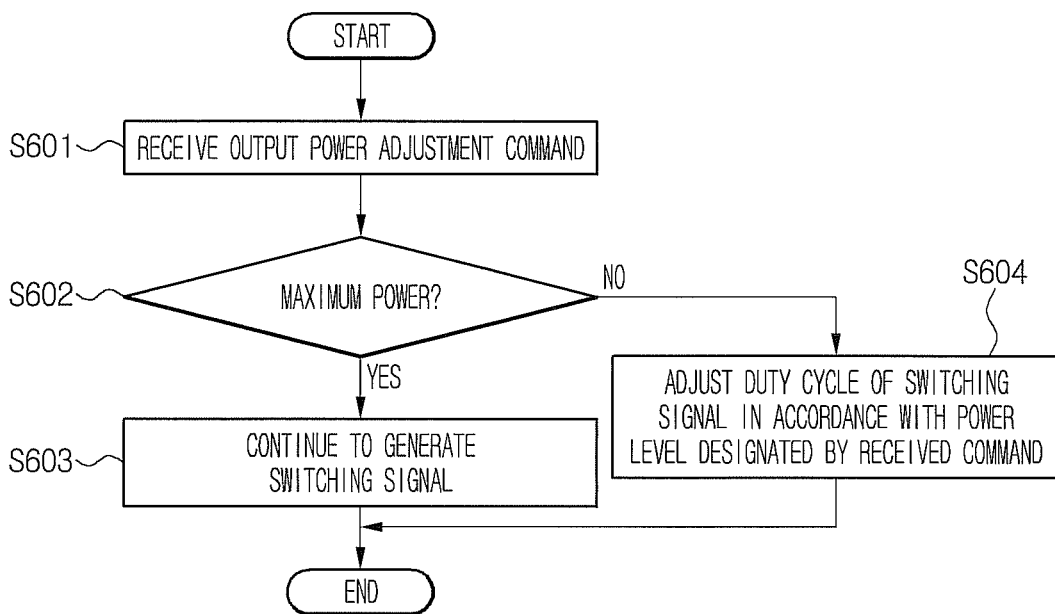 START
S601
RECEIVE OUTPUT POWER ADJUSTMENT COMMAND
S602
MAXIMUM POWER?
NO
S604
YES
ADJUST DUTY CYCLE OF SWITCHING
SIGNAL IN ACCORDANCE WITH POWER
LEVEL DESIGNATED BY RECEIVED COMMAND
S603
CONTINUE TO GENERATE
SWITCHING SIGNAL
END